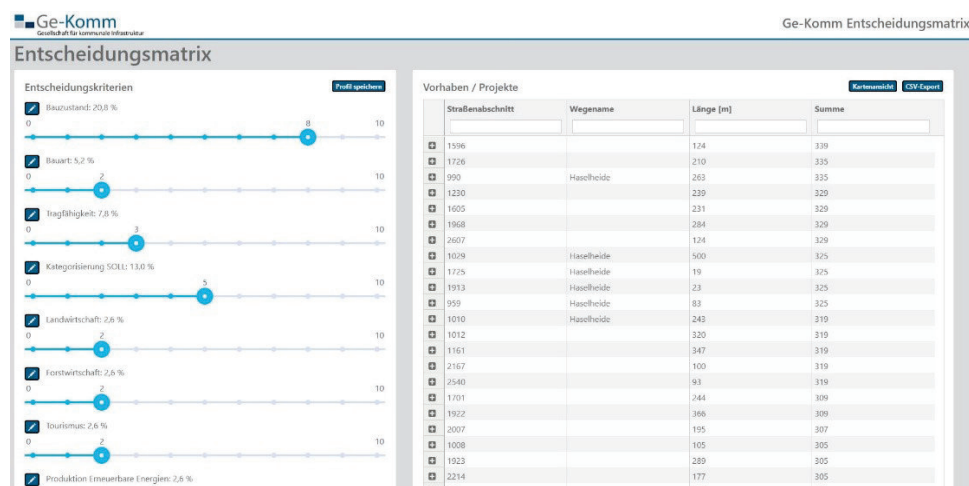 Ge-Komm
Gesellschaft für kommunale Infrastruktur
Ge-Komm Entscheidungsmatrix
Entscheidungsmatrix
Entscheidungskriterien
Profil speichern
Bauzustand: 20,8 %
0 8 10
Bauart: 5,2 %
0 2 10
Tragfähigkeit: 7,8 %
0 3 10
Kategorisierung SOLL: 13,0 %
0 5 10
Landwirtschaft: 2,6 %
0 2 10
Forstwirtschaft: 2,6 %
0 2 10
Tourismus: 2,6 %
0 2 10
Produktion Erneuerbare Energien: 2,6 %
Vorhaben / Projekte
Kartenansicht CSV-Export
Straßenabschnitt Wegename Länge [m] Summe
1596 124 339
1726 210 335
990 Haselheide 263 335
1230 239 329
1605 231 329
1968 284 329
2607 124 329
1029 Haselheide 500 325
1725 Haselheide 19 325
1913 Haselheide 23 325
959 Haselheide 83 325
1010 Haselheide 243 319
1012 320 319
1161 347 319
2167 100 319
2540 93 319
1701 244 309
1922 366 309
2007 195 307
1008 105 305
1923 289 305
2214 177 305